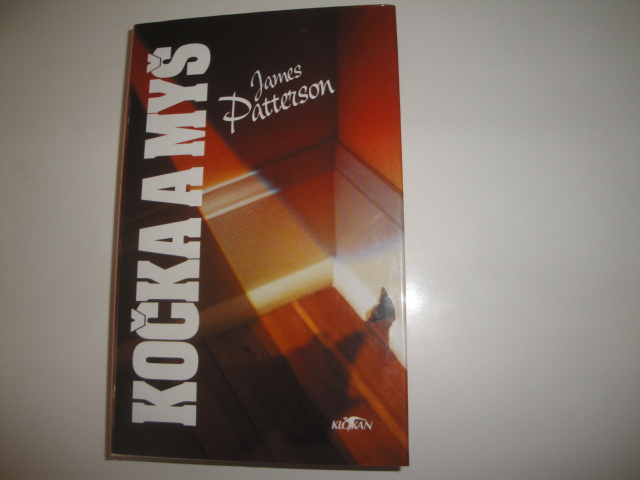 KOČKA A MYŠ
James
Patterson
KLOKAN